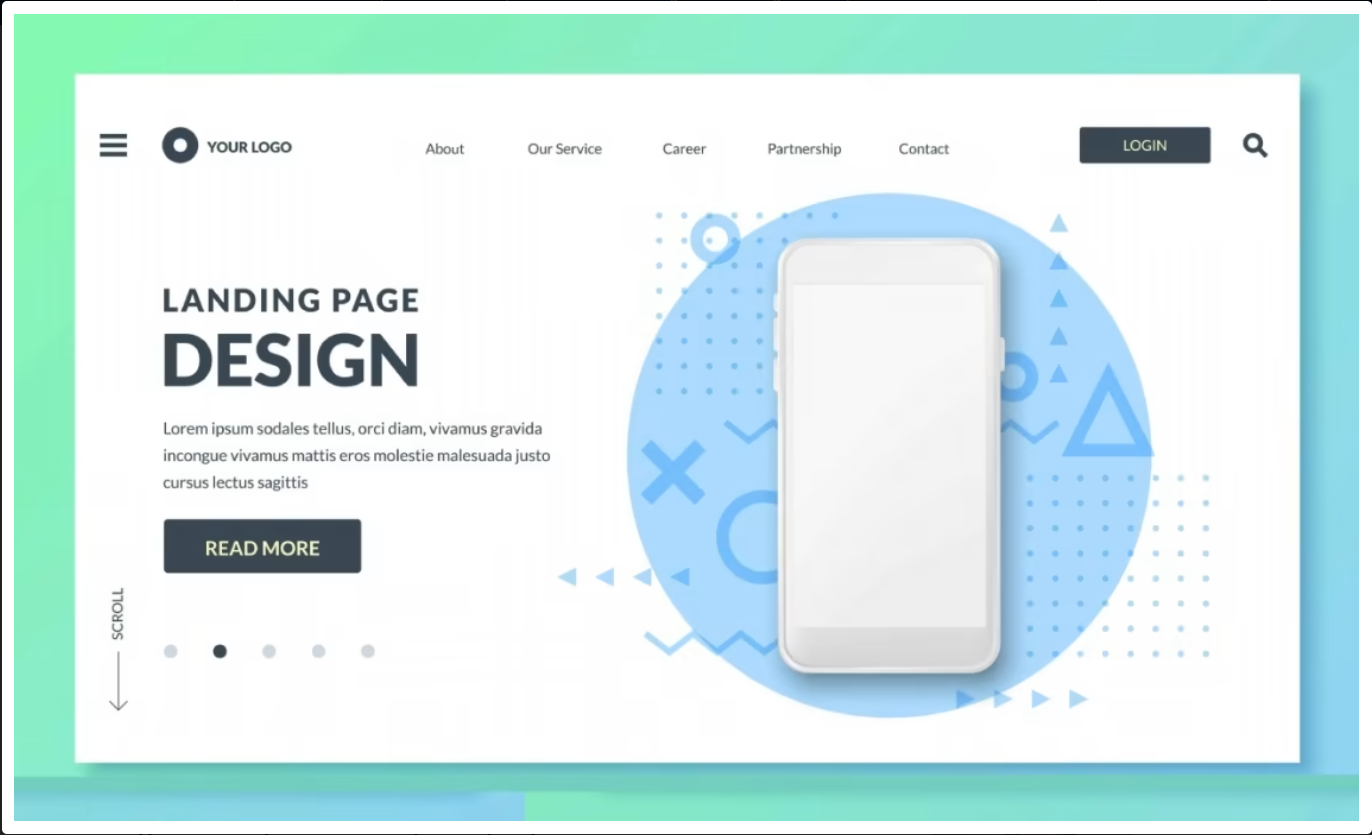 YOUR LOGO
About
Our Service
Career
Partnership
Contact
LOGIN
LANDING PAGE
DESIGN
Lorem ipsum sodales tellus, orci diam, vivamus gravida
incongue vivamus mattis eros molestie malesuada justo
cursus lectus sagittis
READ MORE
SCROLL